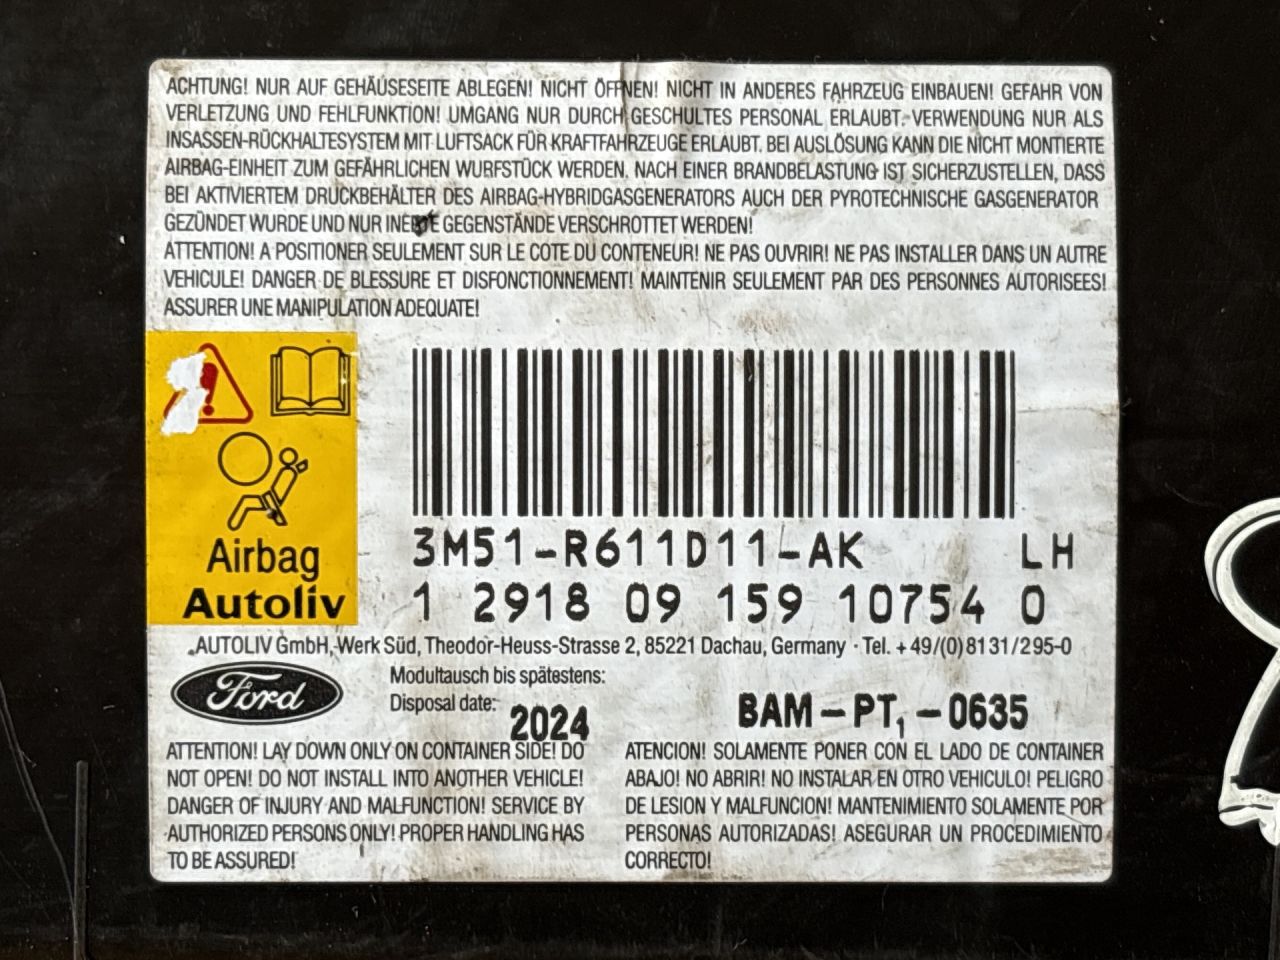 ACHTUNG! NUR AUF GEHÄUSESEITE ABLEGEN! NICHT ÖFFNEN! NICHT IN ANDERES FAHRZEUG EINBAUEN! GEFAHR VON
VERLETZUNG UND FEHLFUNKTION! UMGANG NUR DURCH GESCHULTES PERSONAL ERLAUBT. VERWENDUNG NUR ALS
INSASSEN-RÜCKHALTESYSTEM MIT LUFTSACK FÜR KRAFTFAHRZEUGE ERLAUBT. BEI AUSLÖSUNG KANN DIE NICHT MONTIERTE
AIRBAG-EINHEIT ZUM GEFÄHRLICHEN WURFSTÜCK WERDEN. NACH EINER BRANDBELASTUNG IST SICHERZUSTELLEN, DASS
BEI AKTIVIERTEM DRUCKBEHÄLTER DES AIRBAG-HYBRIDGASGENERATORS AUCH DER PYROTECHNISCHE GASGENERATOR
GEZÜNDET WURDE UND NUR INERTE GEGENSTÄNDE VERSCHROTTET WERDEN!
ATTENTION! A POSITIONER SEULEMENT SUR LE COTE DU CONTENEUR! NE PAS OUVRIR! NE PAS INSTALLER DANS UN AUTRE
VEHICULE! DANGER DE BLESSURE ET DISFONCTIONNEMENT! MAINTENIR SEULEMENT PAR DES PERSONNES AUTORISEES!
ASSURER UNE MANIPULATION ADEQUATE!
3M51-R611D11-AK LH
Airbag
Autoliv
1 2918 09 159 10754 0
AUTOLIV GmbH, Werk Süd, Theodor-Heuss-Strasse 2, 85221 Dachau, Germany · Tel. +49/(0)8131/295-0
Ford
Modultausch bis spätestens:
Disposal date: 2024
BAM-PT₁-0635
ATTENTION! LAY DOWN ONLY ON CONTAINER SIDE! DO
NOT OPEN! DO NOT INSTALL INTO ANOTHER VEHICLE!
DANGER OF INJURY AND MALFUNCTION! SERVICE BY
AUTHORIZED PERSONS ONLY! PROPER HANDLING HAS
TO BE ASSURED!
ATENCION! SOLAMENTE PONER CON EL LADO DE CONTAINER
ABAJO! NO ABRIR! NO INSTALAR EN OTRO VEHICULO! PELIGRO
DE LESION Y MALFUNCION! MANTENIMIENTO SOLAMENTE POR
PERSONAS AUTORIZADAS! ASEGURAR UN PROCEDIMIENTO
CORRECTO!